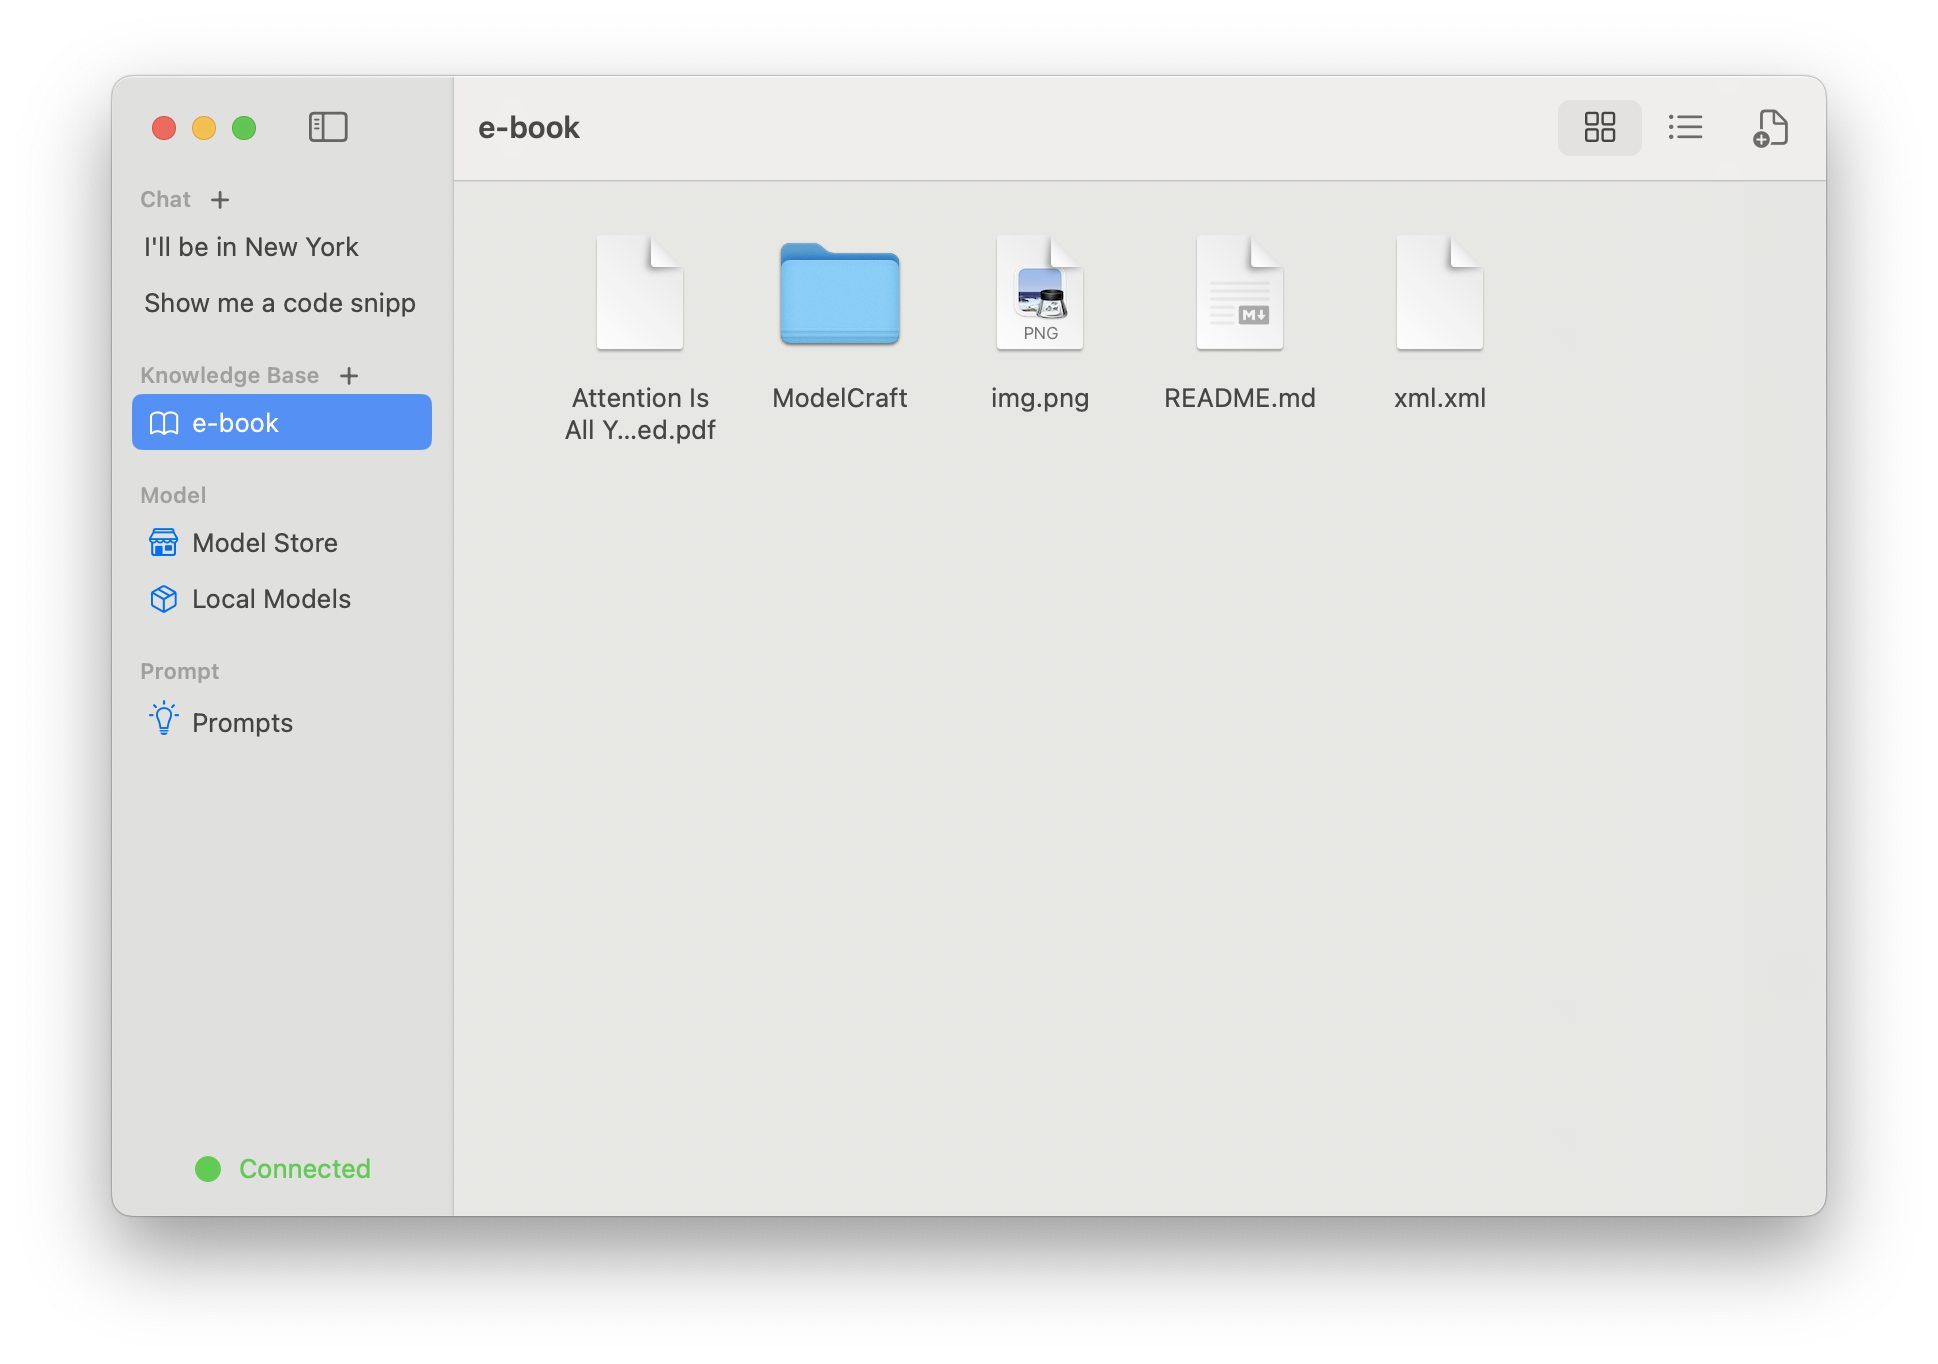 e-book
Chat
I'll be in New York
Show me a code snipp
Knowledge Base
e-book
Model
Model Store
Local Models
Prompt
Prompts
Connected
Attention Is
All Y...ed.pdf
ModelCraft
PNG
img.png
M
README.md
xml.xml